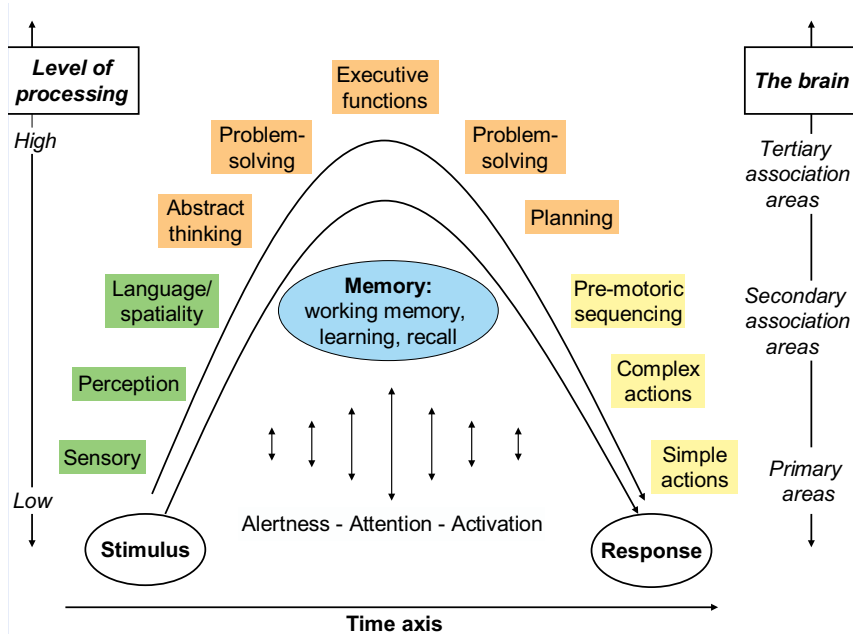 Level of
processing
High
Low
Executive
functions
Problem-
solving
Problem-
solving
Abstract
thinking
Planning
Language/
spatiality
Perception
Sensory
Memory:
working memory,
learning, recall
Pre-motoric
sequencing
Complex
actions
Simple
actions
Alertness - Attention - Activation
Stimulus
Response
Time axis
The brain
Tertiary
association
areas
Secondary
association
areas
Primary
areas